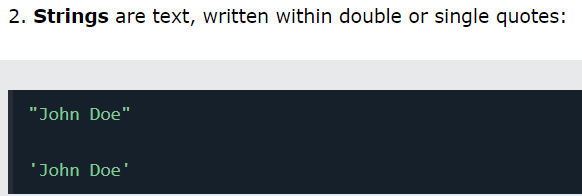 2. Strings are text, written within double or single quotes:
"John Doe"
'John Doe'